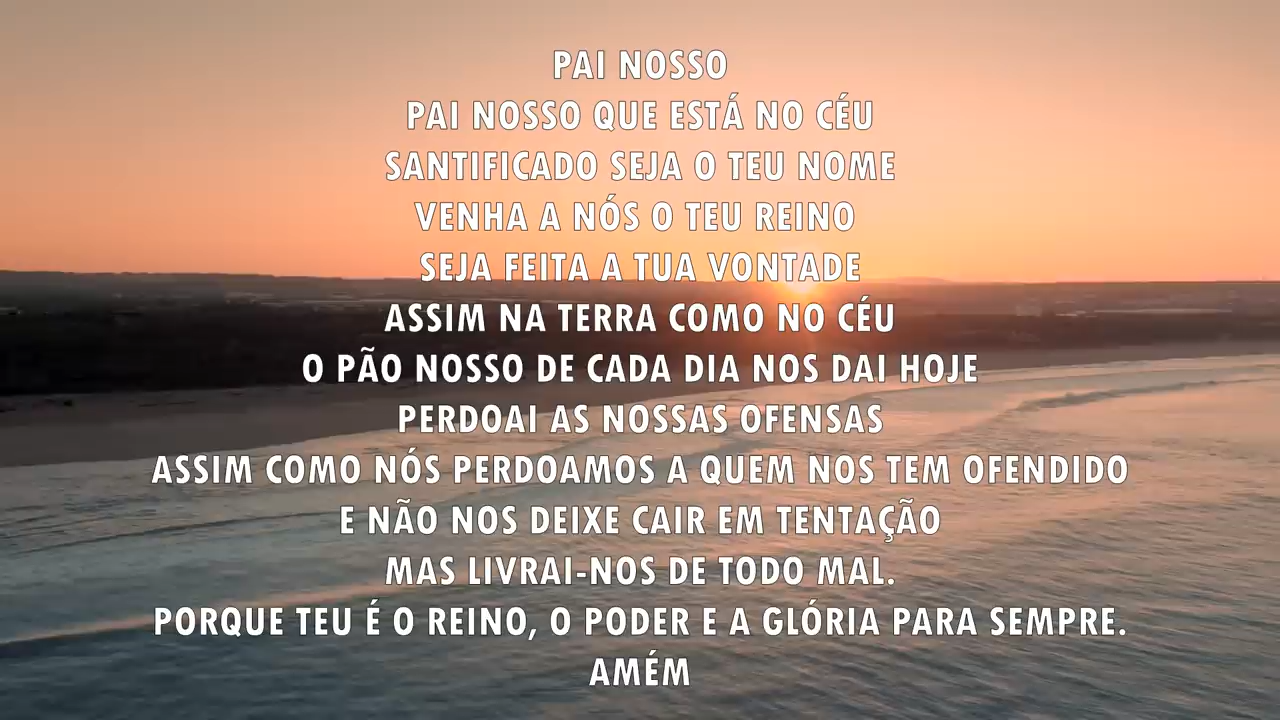 PAI NOSSO
PAI NOSSO QUE ESTÁ NO CÉU
SANTIFICADO SEJA O TEU NOME
VENHA A NÓS O TEU REINO
SEJA FEITA A TUA VONTADE
ASSIM NA TERRA COMO NO CÉU
O PÃO NOSSO DE CADA DIA NOS DAI HOJE
PERDOAI AS NOSSAS OFENSAS
ASSIM COMO NÓS PERDOAMOS A QUEM NOS TEM OFENDIDO
E NÃO NOS DEIXE CAIR EM TENTAÇÃO
MAS LIVRAI-NOS DE TODO MAL.
PORQUE TEU É O REINO, O PODER E A GLÓRIA PARA SEMPRE.
AMÉM